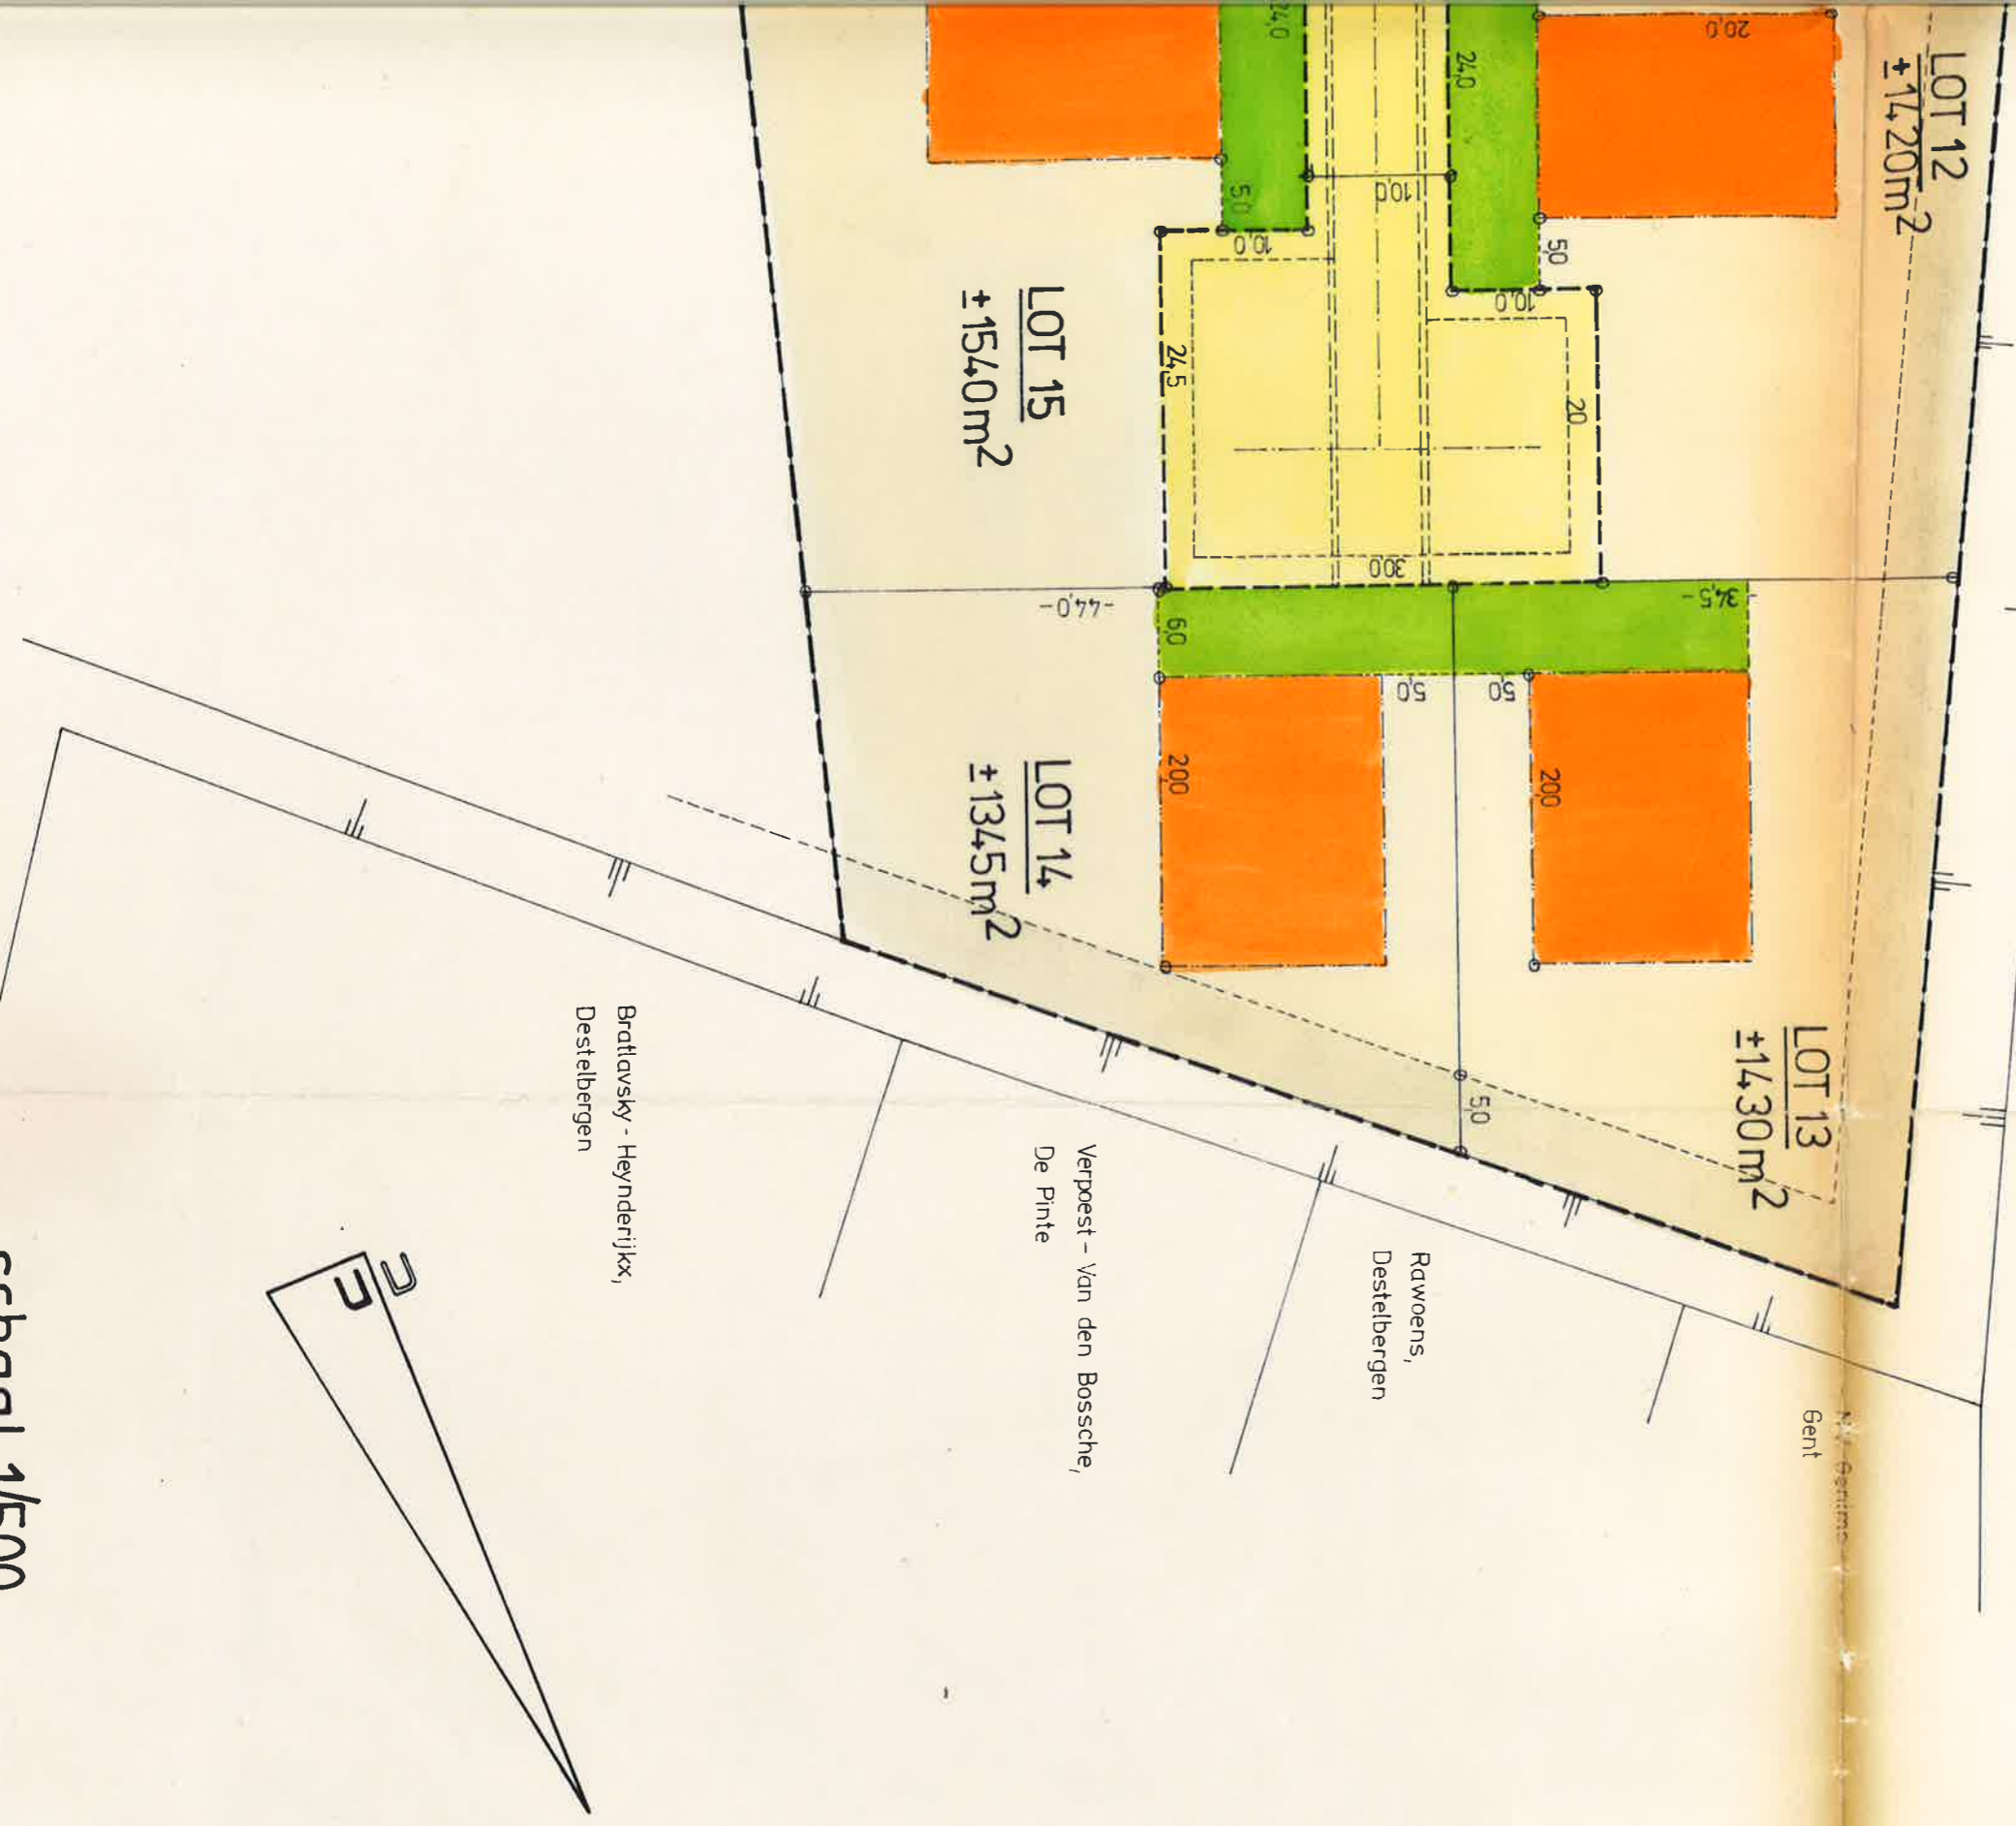 LOT 12
±1420m²
20,0
24,0
24,0
10,0
5,0
5,0
10,0
10,0
LOT 15
±1540m²
24,5
20
30,0
-44,0-
34,5-
6,0
5,0
5,0
20,0
20,0
LOT 14
±1345m²
LOT 13
±1430m²
5,0
Bratlavsky - Heynderijkx,
Destelbergen
Verpoest - Van den Bossche,
De Pinte
Rawoens,
Destelbergen
Gent
schaal 1/500